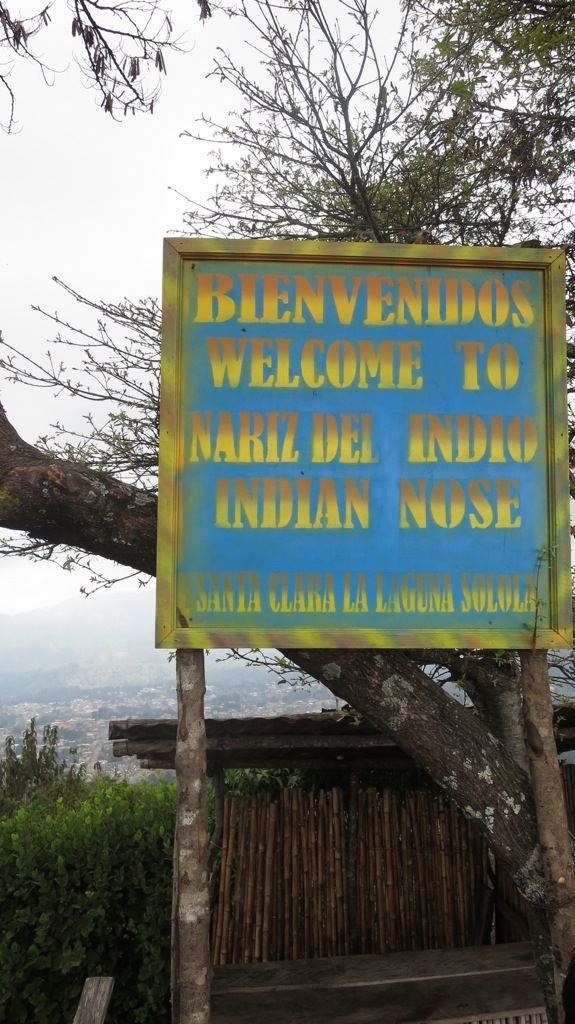 BIENVENIDOS
WELCOME TO
NARIZ DEL INDIO
INDIAN NOSE
SANTA CLARA LA LAGUNA SOLOLA